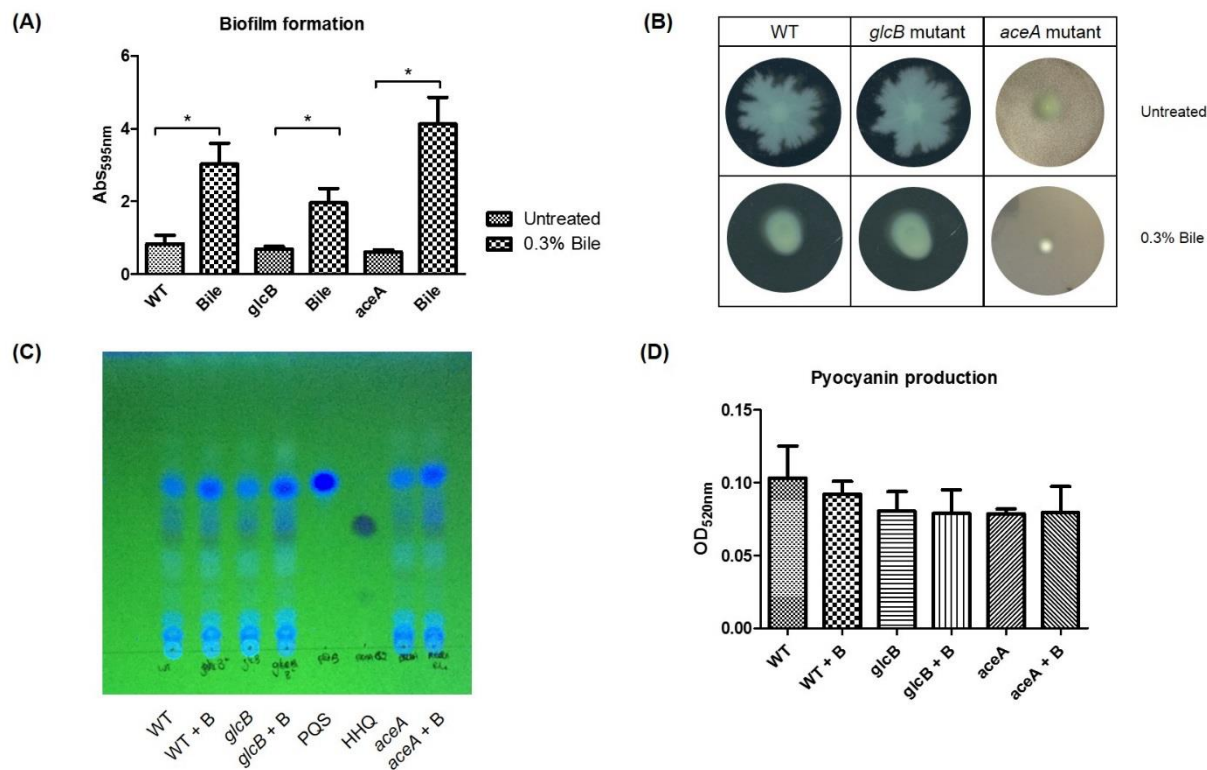 (A)
Biofilm formation
Abs595nm
6
4
2
0
*
*
*
WT
Bile
glcB
Bile
aceA
Bile
Untreated
0.3% Bile
(B)
WT
glcB mutant
aceA mutant
Untreated
0.3% Bile
(C)
WT
WT + B
glcB
glcB + B
PQS
HHQ
aceA
aceA + B
(D)
Pyocyanin production
OD520nm
0.15
0.10
0.05
0.00
WT
WT + B
glcB
glcB + B
aceA
aceA + B